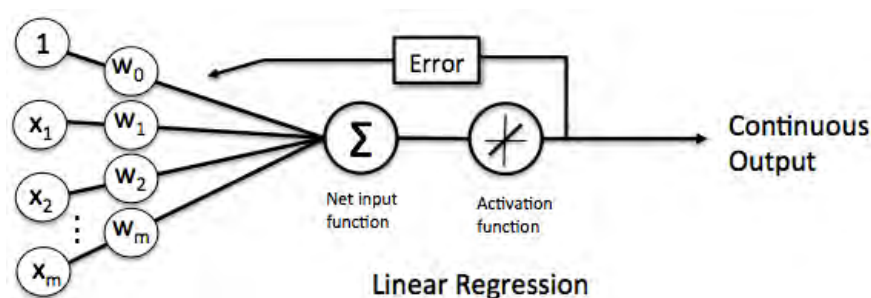 1
w0
x1
w1
x2
w2
⋮
wm
xm
Error
Σ
Net input
function
Activation
function
Continuous
Output
Linear Regression